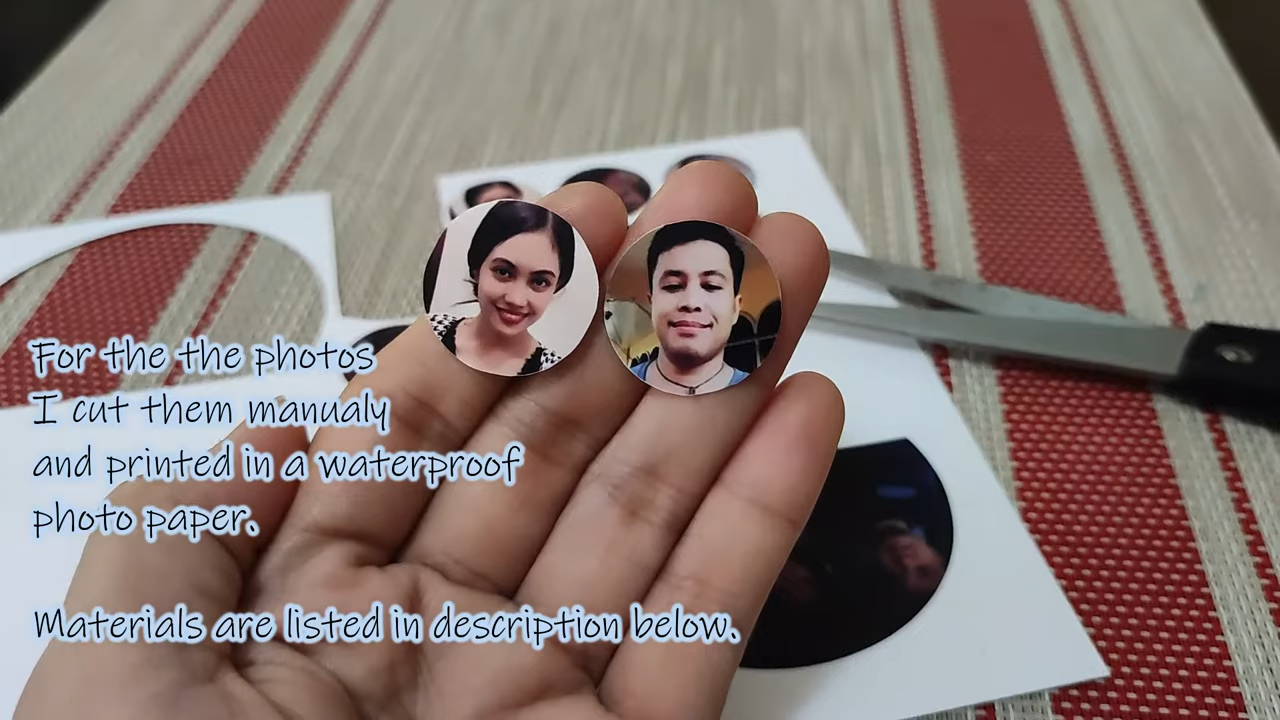 For the the photos
I cut them manualy
and printed in a waterproof
photo paper.
Materials are listed in description below.